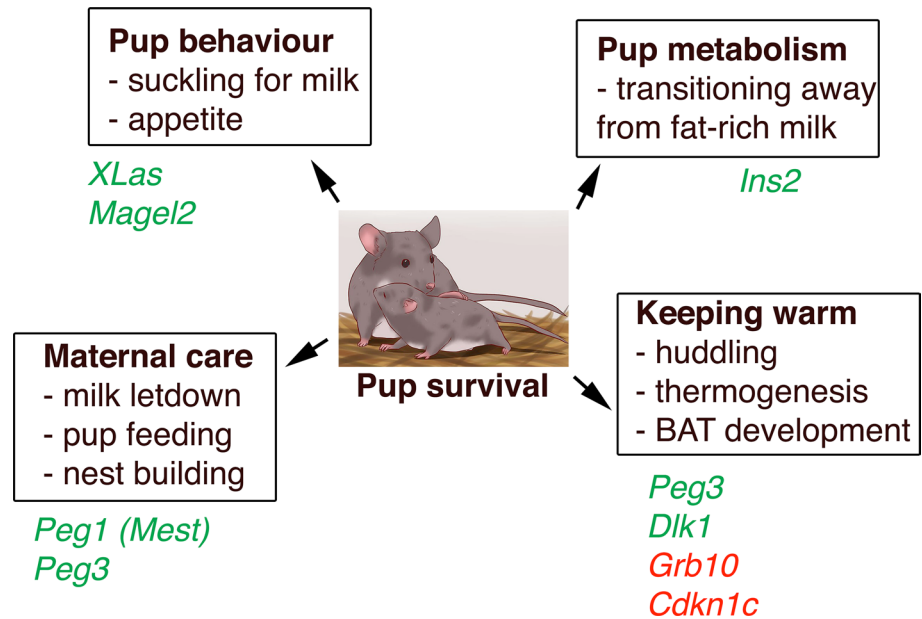 Pup behaviour
- suckling for milk
- appetite
XLas
Magel2
Pup metabolism
- transitioning away
from fat-rich milk
Ins2
Pup survival
Maternal care
- milk letdown
- pup feeding
- nest building
Peg1 (Mest)
Peg3
Keeping warm
- huddling
- thermogenesis
- BAT development
Peg3
Dlk1
Grb10
Cdkn1c